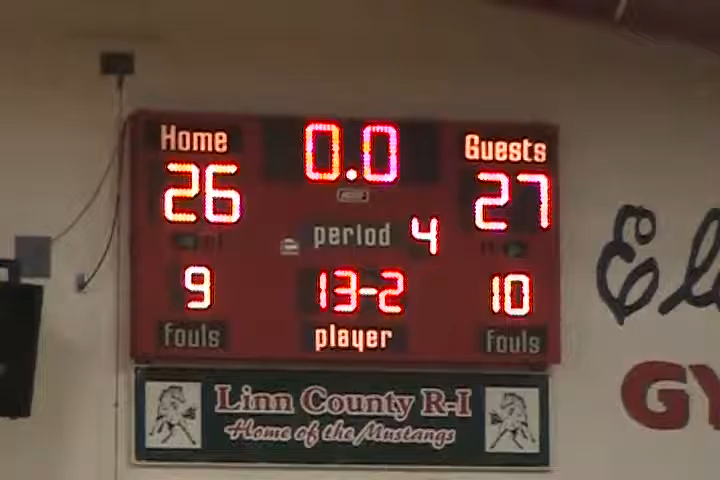 Home 0.0 Guests
26 27
period 4
9 13-2 10
fouls player fouls
Linn County R-I
Home of the Mustangs
GY